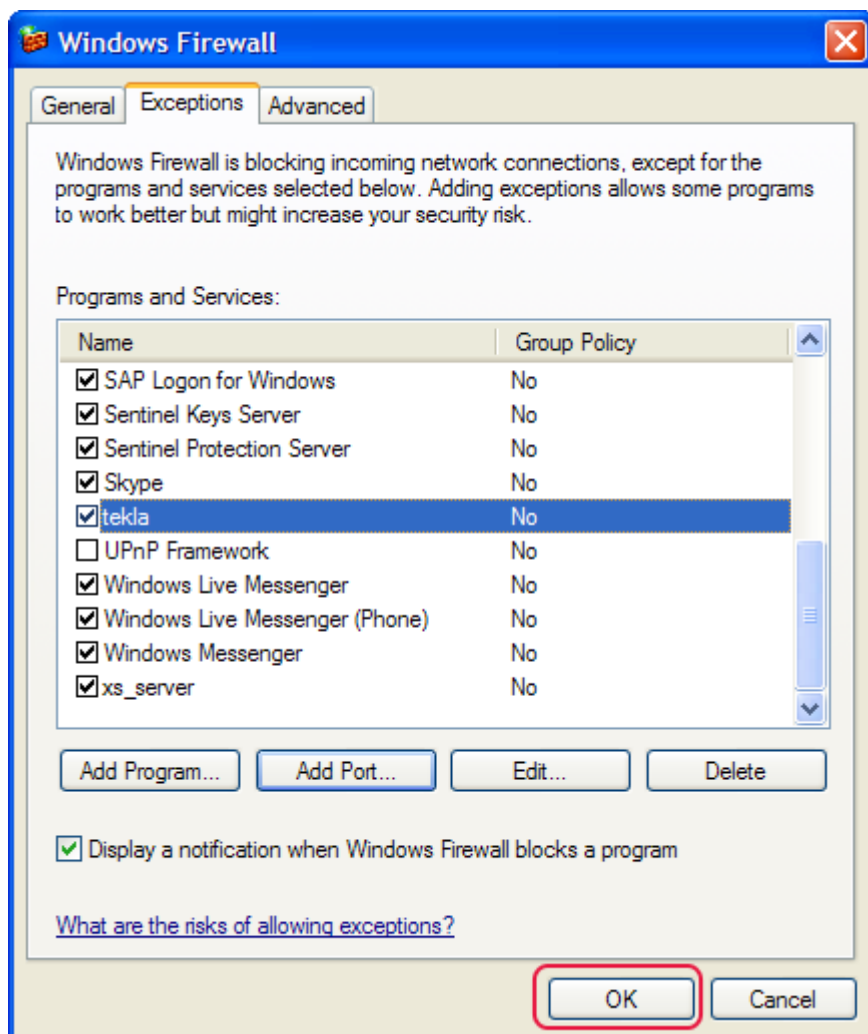 Windows Firewall
General Exceptions Advanced
Windows Firewall is blocking incoming network connections, except for the
programs and services selected below. Adding exceptions allows some programs
to work better but might increase your security risk.
Programs and Services:
Name Group Policy
SAP Logon for Windows No
Sentinel Keys Server No
Sentinel Protection Server No
Skype No
tekla No
UPnP Framework No
Windows Live Messenger No
Windows Live Messenger (Phone) No
Windows Messenger No
xs_server No
Add Program... Add Port... Edit... Delete
Display a notification when Windows Firewall blocks a program
What are the risks of allowing exceptions?
OK Cancel